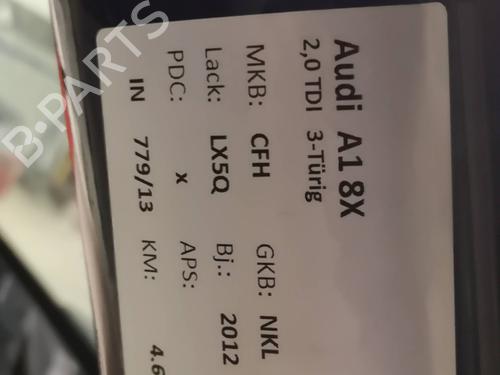 Audi A1 8X
2,0 TDI 3-Türig
MKB: CFH GKB: NKL
Lack: LX5Q Bj.: 2012
PDC: x APS:
IN 779/13 KM: 4.6
B-PARTS